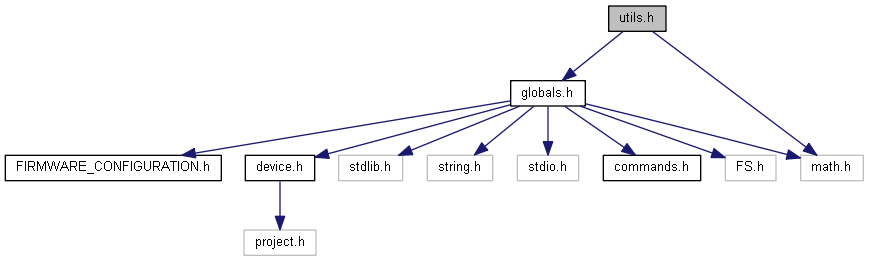 utils.h
globals.h
FIRMWARE_CONFIGURATION.h
device.h
stdlib.h
string.h
stdio.h
commands.h
FS.h
math.h
project.h